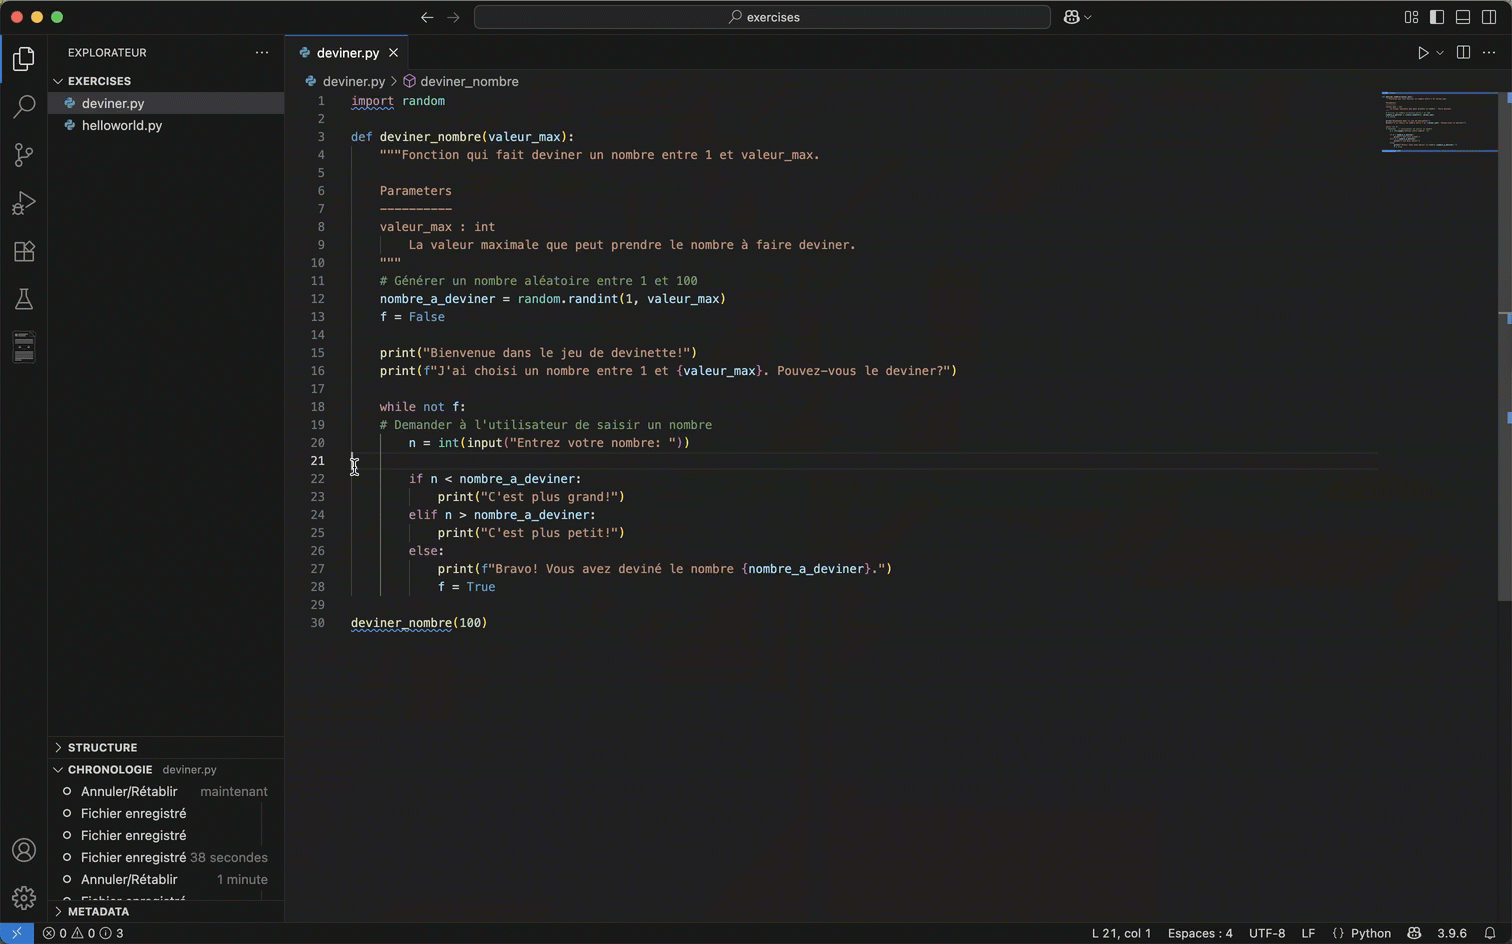 exercises
EXPLORATEUR
EXERCISES
deviner.py
helloworld.py
deviner.py
deviner.py > deviner_nombre
1 import random
2
3 def deviner_nombre(valeur_max):
4 """Fonction qui fait deviner un nombre entre 1 et valeur_max.
5
6 Parameters
7 ----------
8 valeur_max : int
9 La valeur maximale que peut prendre le nombre à faire deviner.
10 """
11 # Générer un nombre aléatoire entre 1 et 100
12 nombre_a_deviner = random.randint(1, valeur_max)
13 f = False
14
15 print("Bienvenue dans le jeu de devinette!")
16 print(f"J'ai choisi un nombre entre 1 et {valeur_max}. Pouvez-vous le deviner?")
17
18 while not f:
19 # Demander à l'utilisateur de saisir un nombre
20 n = int(input("Entrez votre nombre: "))
21
22 if n < nombre_a_deviner:
23 print("C'est plus grand!")
24 elif n > nombre_a_deviner:
25 print("C'est plus petit!")
26 else:
27 print(f"Bravo! Vous avez deviné le nombre {nombre_a_deviner}.")
28 f = True
29
30 deviner_nombre(100)
STRUCTURE
CHRONOLOGIE deviner.py
Annuler/Rétablir maintenant
Fichier enregistré
Fichier enregistré
Fichier enregistré 38 secondes
Annuler/Rétablir 1 minute
METADATA
0 0 3
L 21, col 1 Espaces : 4 UTF-8 LF {} Python 3.9.6